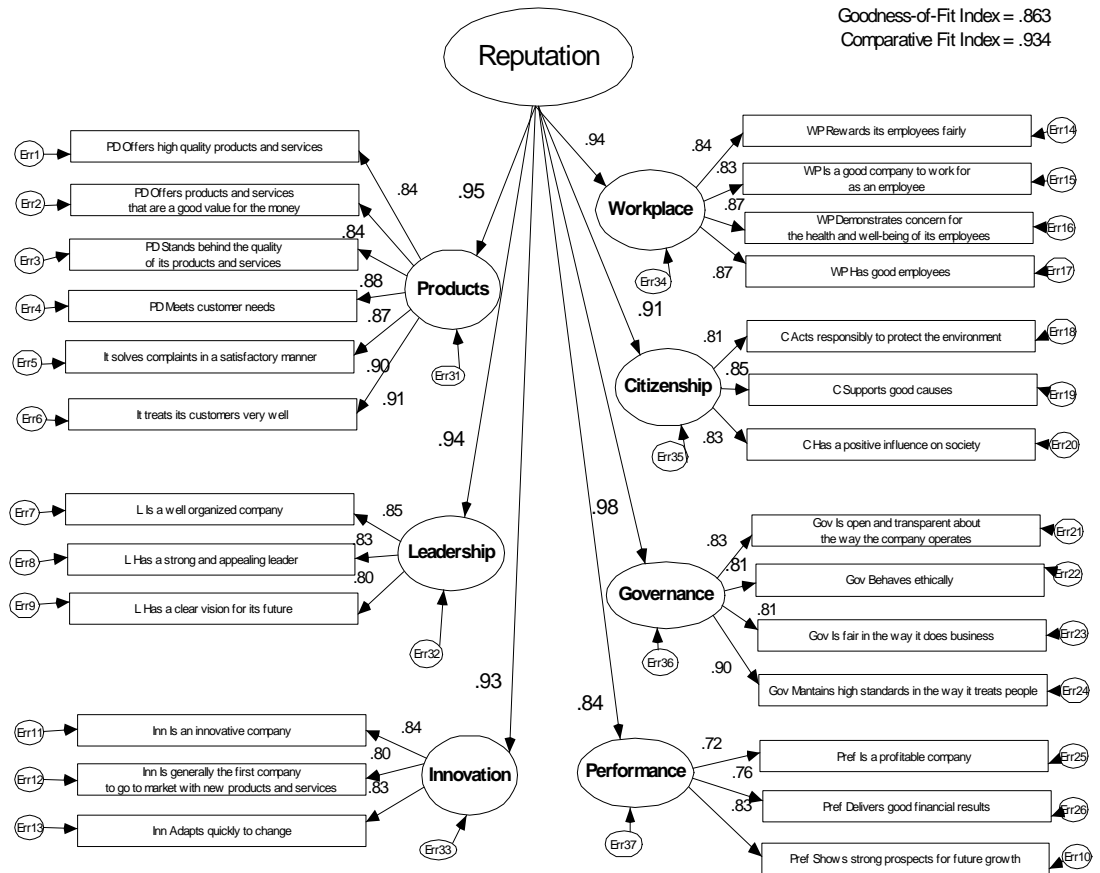 Goodness-of-Fit Index = .863
Comparative Fit Index = .934
Reputation
Err1
PD Offers high quality products and services
.84
Err2
PD Offers products and services
that are a good value for the money
.84
Err3
PD Stands behind the quality
of its products and services
.88
Err4
PD Meets customer needs
.87
Err5
It solves complaints in a satisfactory manner
.90
Err6
It treats its customers very well
.91
.95
Products
Err31
Err7
L Is a well organized company
.85
Err8
L Has a strong and appealing leader
.83
Err9
L Has a clear vision for its future
.80
.94
Leadership
Err32
Err11
Inn Is an innovative company
.84
Err12
Inn Is generally the first company
to go to market with new products and services
.80
Err13
Inn Adapts quickly to change
.83
.93
Innovation
Err33
.94
Workplace
Err34
.84
WP Rewards its employees fairly
Err14
.83
WP Is a good company to work for
as an employee
Err15
.87
WP Demonstrates concern for
the health and well-being of its employees
Err16
.87
WP Has good employees
Err17
.91
Citizenship
Err35
.81
C Acts responsibly to protect the environment
Err18
.85
C Supports good causes
Err19
.83
C Has a positive influence on society
Err20
.98
Governance
Err36
.83
Gov Is open and transparent about
the way the company operates
Err21
.81
Gov Behaves ethically
Err22
.81
Gov Is fair in the way it does business
Err23
.90
Gov Mantains high standards in the way it treats people
Err24
.84
Performance
Err37
.72
Pref Is a profitable company
Err25
.76
Pref Delivers good financial results
Err26
.83
Pref Shows strong prospects for future growth
Err10